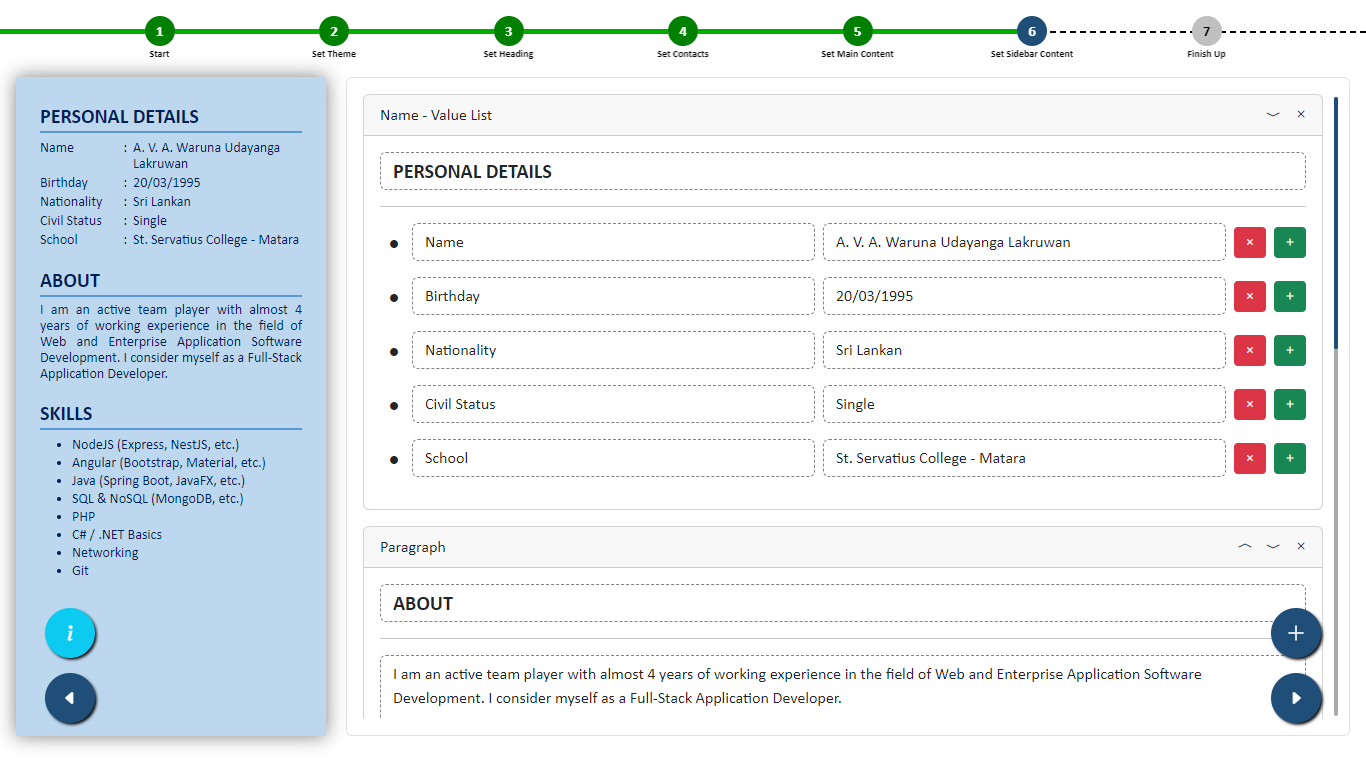 1 2 3 4 5 6 7
Start Set Theme Set Heading Set Contacts Set Main Content Set Sidebar Content Finish Up
PERSONAL DETAILS
Name : A. V. A. Waruna Udayanga
Lakruwan
Birthday : 20/03/1995
Nationality : Sri Lankan
Civil Status : Single
School : St. Servatius College - Matara
ABOUT
I am an active team player with almost 4
years of working experience in the field of
Web and Enterprise Application Software
Development. I consider myself as a Full-Stack
Application Developer.
SKILLS
• NodeJS (Express, NestJS, etc.)
• Angular (Bootstrap, Material, etc.)
• Java (Spring Boot, JavaFX, etc.)
• SQL & NoSQL (MongoDB, etc.)
• PHP
• C# / .NET Basics
• Networking
• Git
i
Name - Value List
PERSONAL DETAILS
• Name A. V. A. Waruna Udayanga Lakruwan × +
• Birthday 20/03/1995 × +
• Nationality Sri Lankan × +
• Civil Status Single × +
• School St. Servatius College - Matara × +
Paragraph
ABOUT
I am an active team player with almost 4 years of working experience in the field of Web and Enterprise Application Software
Development. I consider myself as a Full-Stack Application Developer.